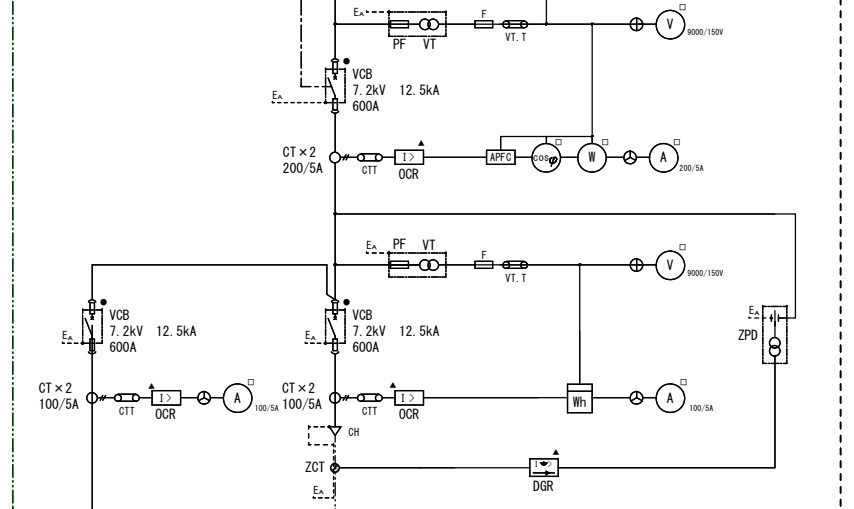 EA
PF VT
F
VT.T
V
9000/150V
VCB
7.2kV 12.5kA
600A
EA
CT×2
200/5A
CTT
I>
OCR
APFC
cosφ
W
A
200/5A
EA
PF VT
F
VT.T
V
9000/150V
VCB
7.2kV 12.5kA
600A
EA
VCB
7.2kV 12.5kA
600A
EA
EA
ZPD
CT×2
100/5A
CTT
I>
OCR
A
100/5A
CT×2
100/5A
CTT
I>
OCR
Wh
A
100/5A
CH
ZCT
EA
I
>
DGR